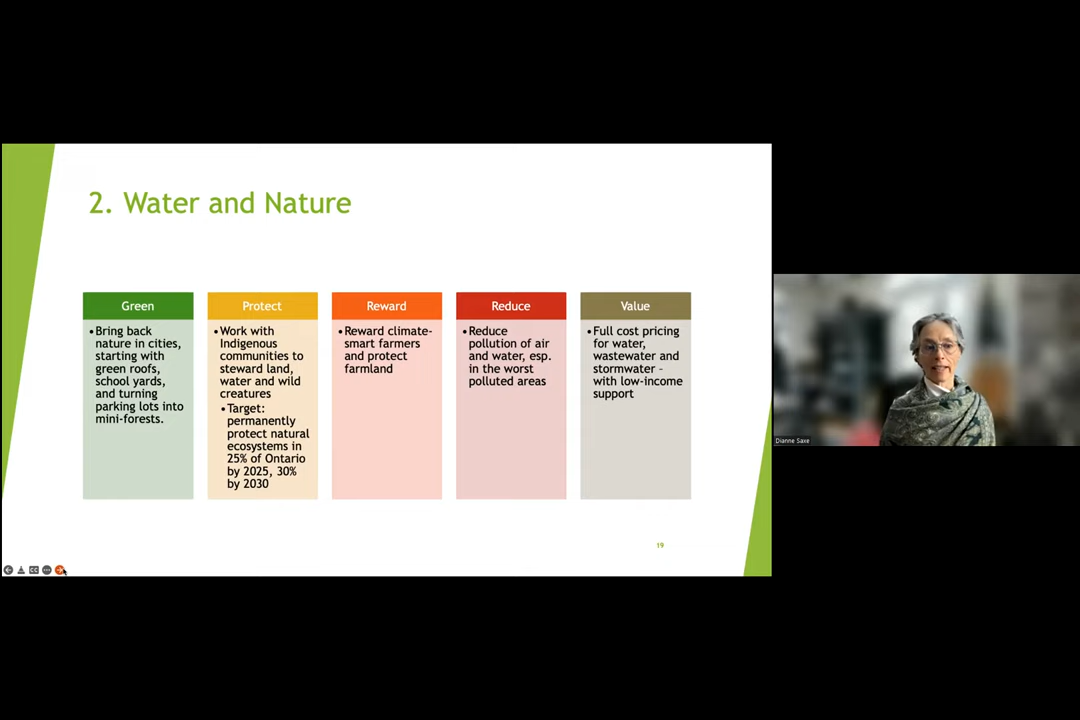 2. Water and Nature
Green
•Bring back
nature in cities,
starting with
green roofs,
school yards,
and turning
parking lots into
mini-forests.
Protect
•Work with
Indigenous
communities to
steward land,
water and wild
creatures
•Target:
permanently
protect natural
ecosystems in
25% of Ontario
by 2025, 30%
by 2030
Reward
•Reward climate-
smart farmers
and protect
farmland
Reduce
•Reduce
pollution of air
and water, esp.
in the worst
polluted areas
Value
•Full cost pricing
for water,
wastewater and
stormwater –
with low-income
support
19
CC
Dianne Saxe